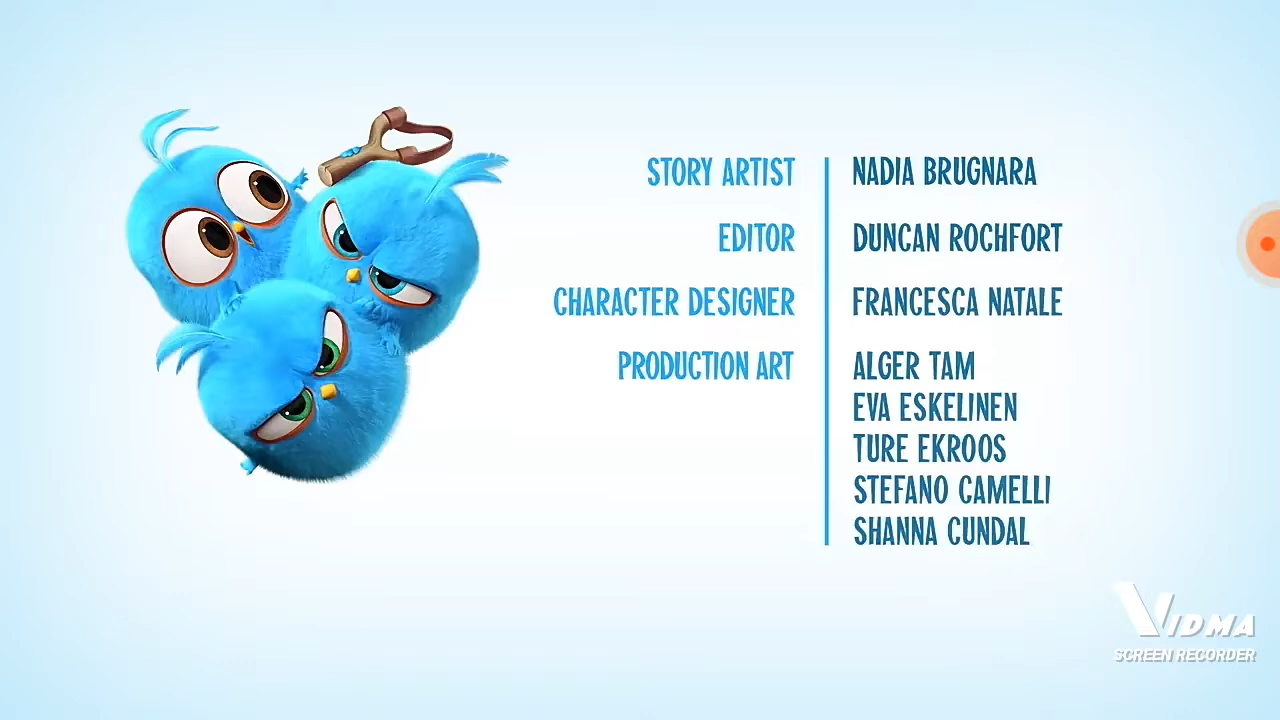 STORY ARTIST NADIA BRUGNARA
EDITOR DUNCAN ROCHFORT
CHARACTER DESIGNER FRANCESCA NATALE
PRODUCTION ART ALGER TAM
EVA ESKELINEN
TURE EKROOS
STEFANO CAMELLI
SHANNA CUNDAL
VIDMA
SCREEN RECORDER